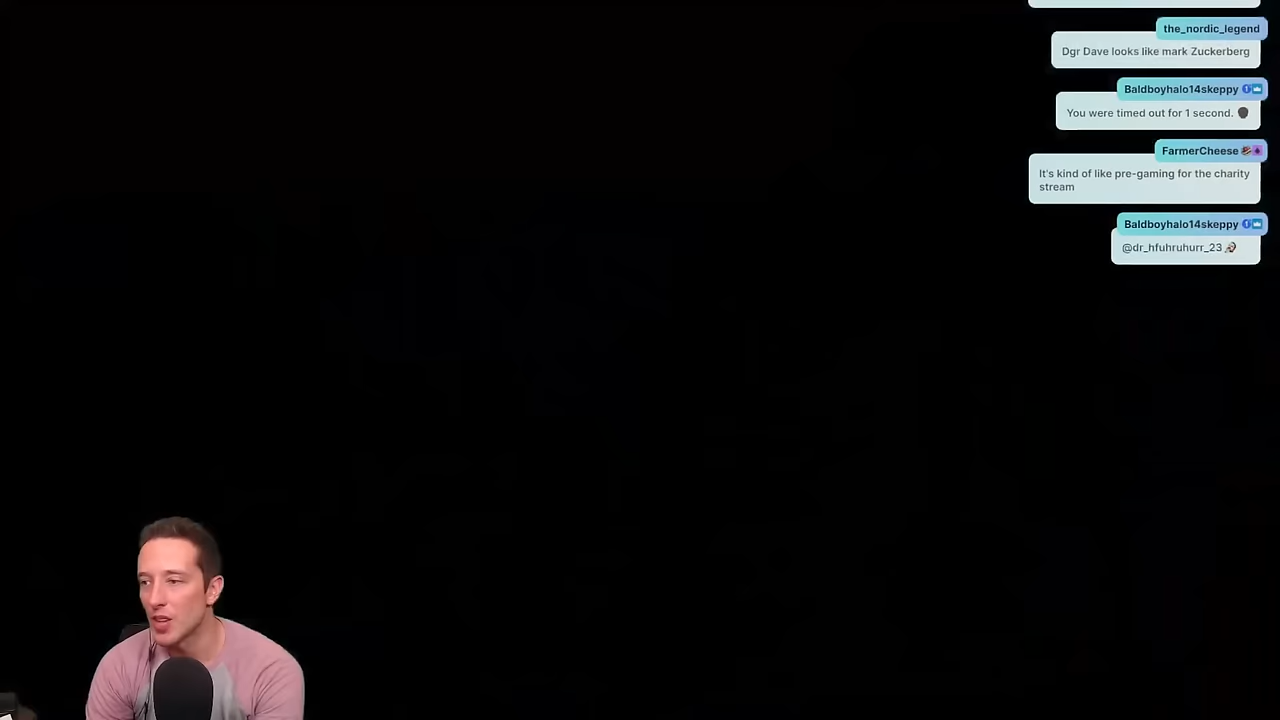 the_nordic_legend
Dgr Dave looks like mark Zuckerberg
Baldboyhalo14skeppy
You were timed out for 1 second.
FarmerCheese
It's kind of like pre-gaming for the charity
stream
Baldboyhalo14skeppy
@dr_hfuhruhurr_23